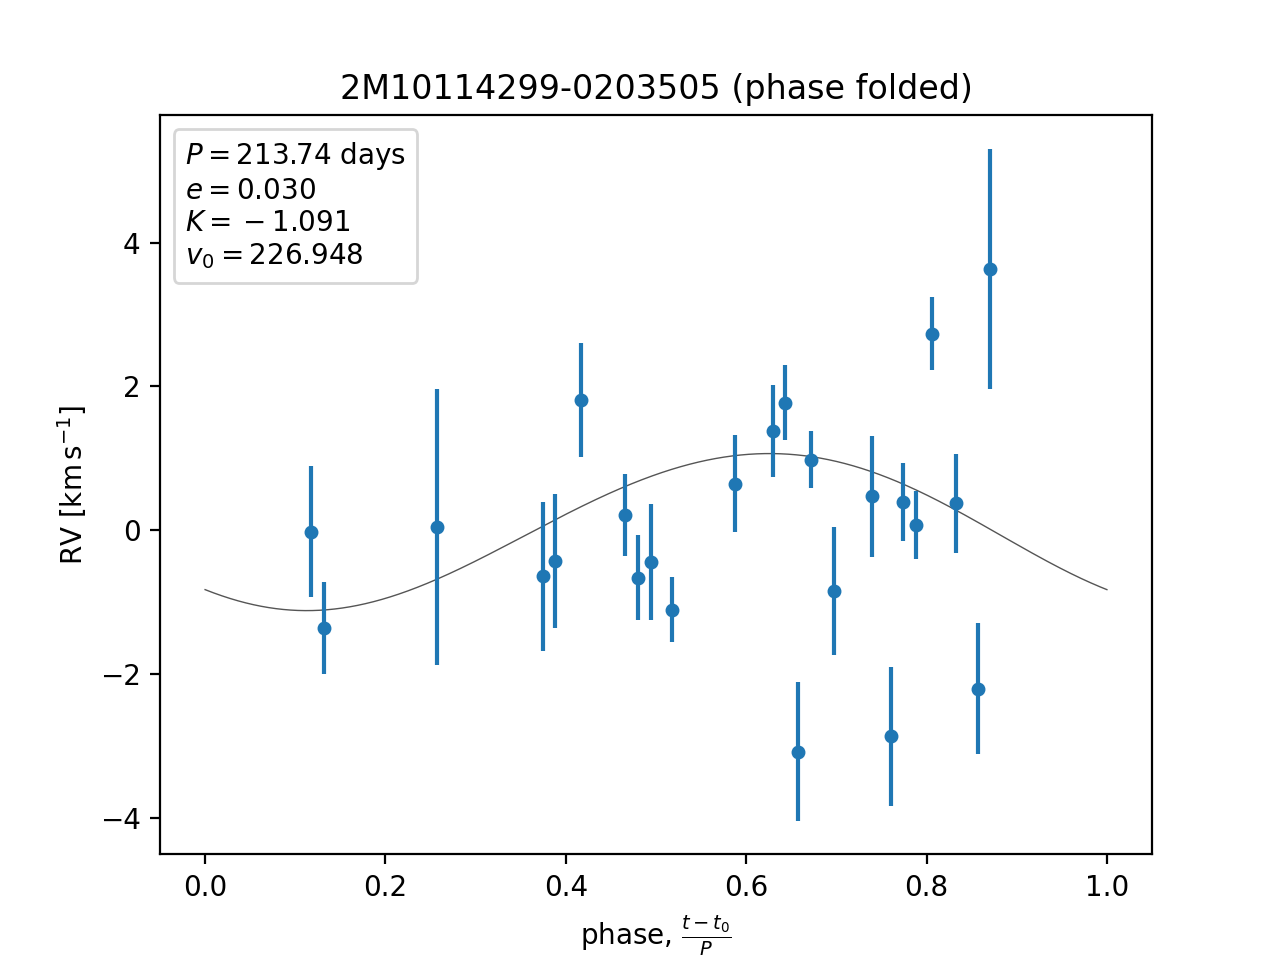 2M10114299-0203505 (phase folded)
P = 213.74 days
e = 0.030
K = −1.091
v₀ = 226.948
RV [km s⁻¹]
4
2
0
−2
−4
0.0 0.2 0.4 0.6 0.8 1.0
phase, (t − t₀)/P